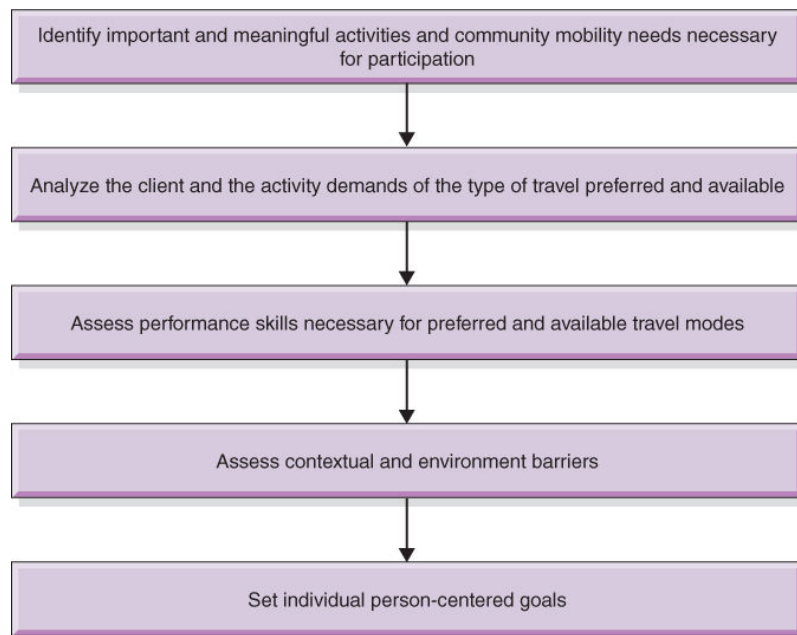 Identify important and meaningful activities and community mobility needs necessary
for participation
Analyze the client and the activity demands of the type of travel preferred and available
Assess performance skills necessary for preferred and available travel modes
Assess contextual and environment barriers
Set individual person-centered goals